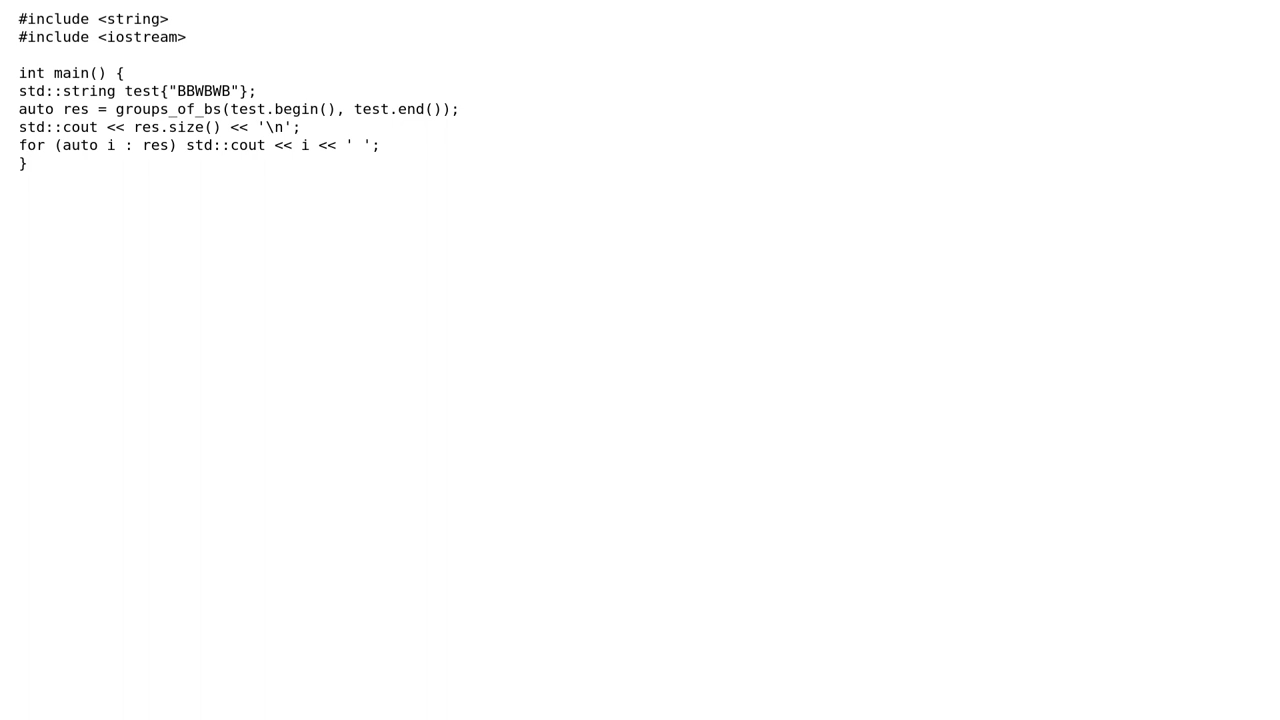 #include <string>
#include <iostream>

int main() {
std::string test{"BBWBWB"};
auto res = groups_of_bs(test.begin(), test.end());
std::cout << res.size() << '\n';
for (auto i : res) std::cout << i << ' ';
}